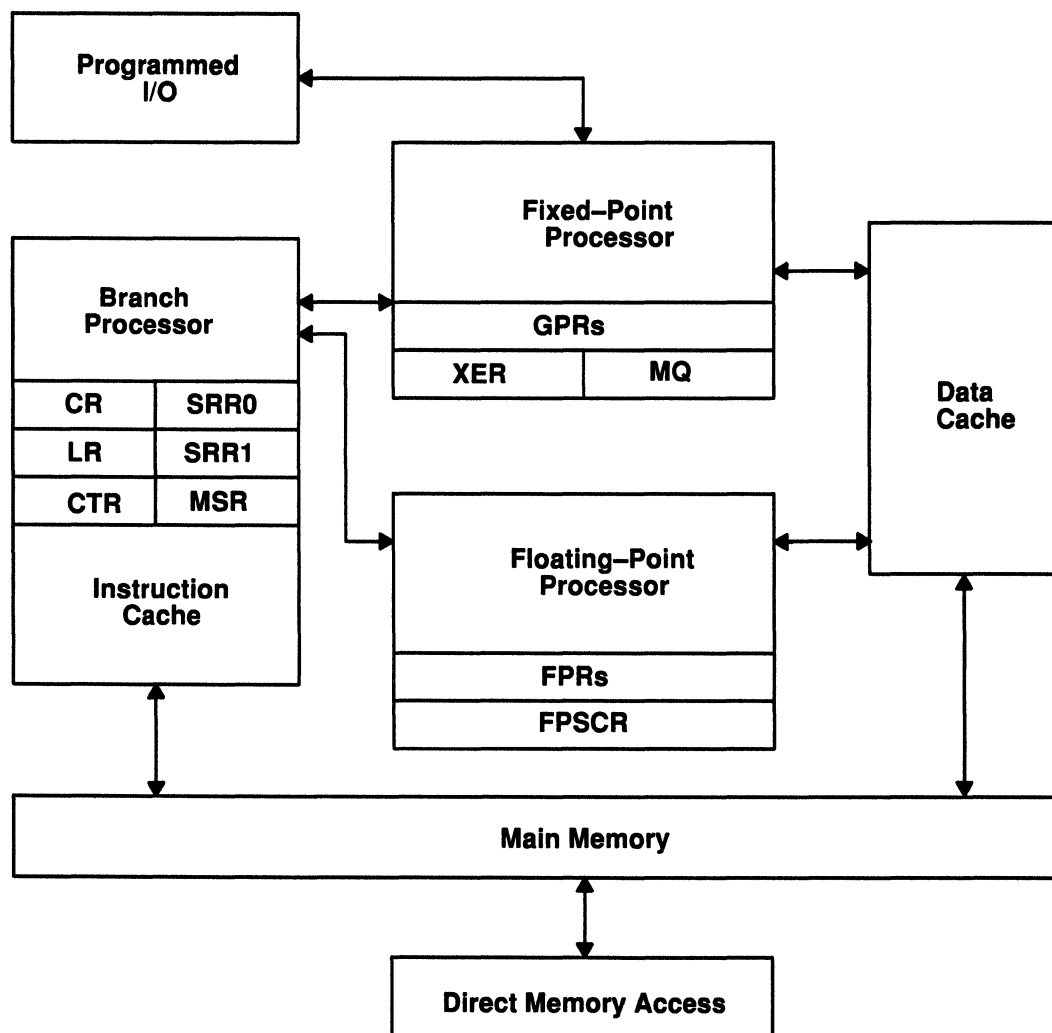 Programmed
I/O
Fixed–Point
Processor
GPRs
XER MQ
Branch
Processor
CR SRR0
LR SRR1
CTR MSR
Instruction
Cache
Data
Cache
Floating–Point
Processor
FPRs
FPSCR
Main Memory
Direct Memory Access